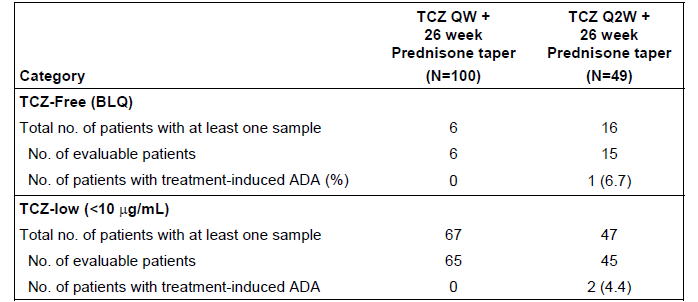 TCZ QW + TCZ Q2W +
26 week 26 week
Prednisone taper Prednisone taper
Category (N=100) (N=49)
TCZ-Free (BLQ)
Total no. of patients with at least one sample 6 16
No. of evaluable patients 6 15
No. of patients with treatment-induced ADA (%) 0 1 (6.7)
TCZ-low (<10 μg/mL)
Total no. of patients with at least one sample 67 47
No. of evaluable patients 65 45
No. of patients with treatment-induced ADA 0 2 (4.4)